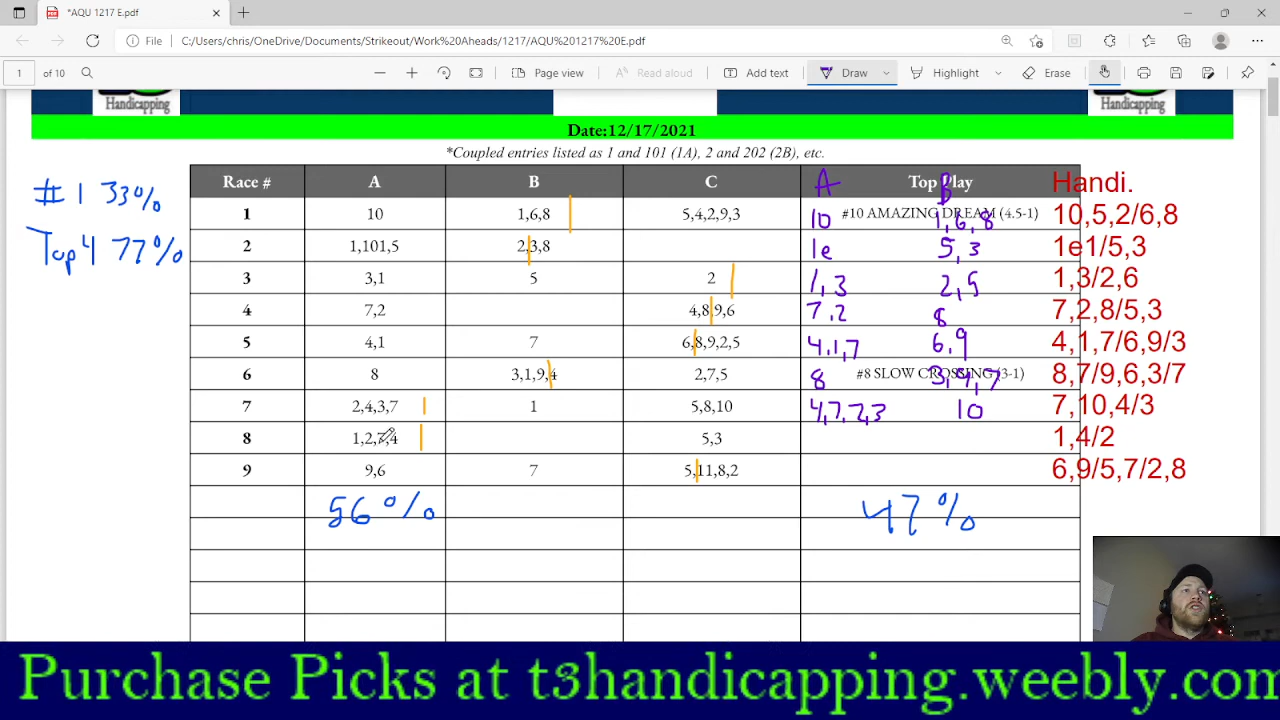 *AQU 1217 E.pdf
File C:/Users/chris/OneDrive/Documents/Strikeout/Work%20Aheads/1217/AQU%201217%20E.pdf
1 of 10 Page view Read aloud Add text Draw Highlight Erase
Handicapping Handicapping
Date:12/17/2021
*Coupled entries listed as 1 and 101 (1A), 2 and 202 (2B), etc.
Race # A B C Top Play A B Handi.
# 1 33%
1 10 1,6,8 5,4,2,9,3 #10 AMAZING DREAM (4.5-1) 10 1,6,8 10,5,2/6,8
Top 4 77%
2 1,101,5 2,3,8 1e 5,3 1e1/5,3
3 3,1 5 2 1,3 2,5 1,3/2,6
4 7,2 4,8,9,6 7,2 8 7,2,8/5,3
5 4,1 7 6,8,9,2,5 4,1,7 6,9 4,1,7/6,9/3
6 8 3,1,9,4 2,7,5 #8 SLOW CROSSING (3-1) 8 3,4,7 8,7/9,6,3/7
7 2,4,3,7 1 5,8,10 4,7,2,3 10 7,10,4/3
8 1,2,7,4 5,3 1,4/2
9 9,6 7 5,11,8,2 6,9/5,7/2,8
56% 47%
Purchase Picks at t3handicapping.weebly.com